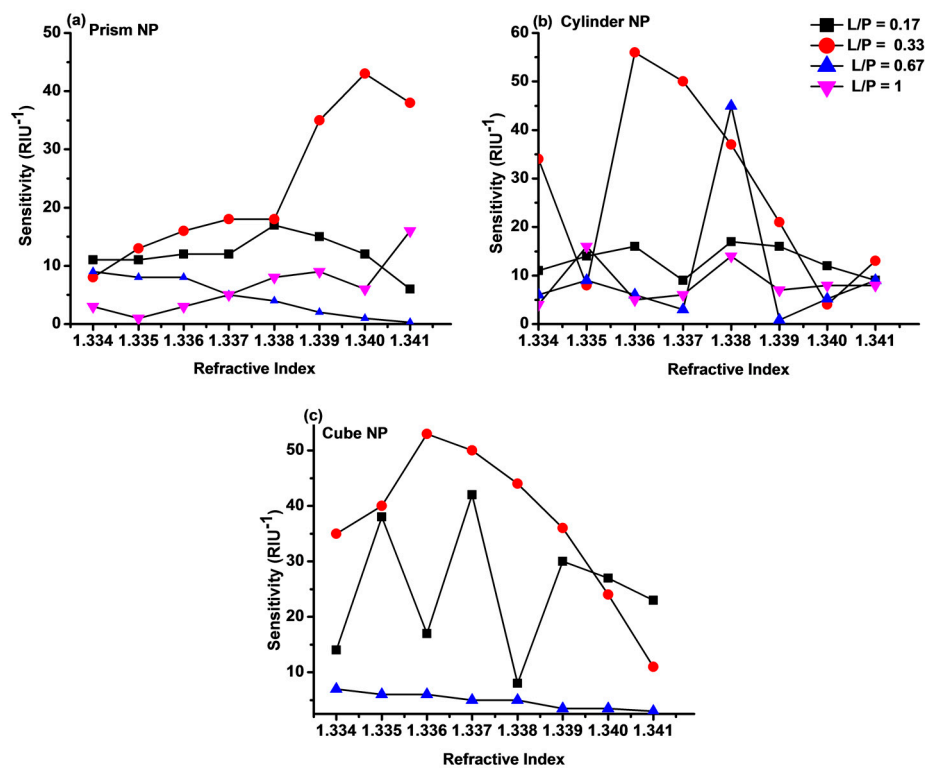 (a)
Prism NP
50
40
30
20
10
0
Sensitivity (RIU⁻¹)
1.334 1.335 1.336 1.337 1.338 1.339 1.340 1.341
Refractive Index
(b)
Cylinder NP
L/P = 0.17
L/P = 0.33
L/P = 0.67
L/P = 1
60
50
40
30
20
10
0
Sensitivity (RIU⁻¹)
1.334 1.335 1.336 1.337 1.338 1.339 1.340 1.341
Refractive Index
(c)
Cube NP
50
40
30
20
10
Sensitivity (RIU⁻¹)
1.334 1.335 1.336 1.337 1.338 1.339 1.340 1.341
Refractive Index